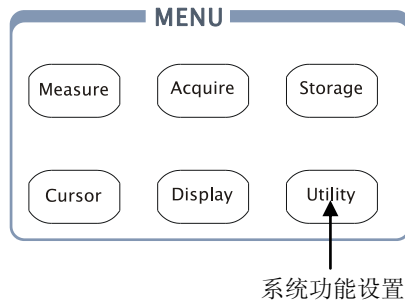 MENU
Measure Acquire Storage
Cursor Display Utility
系统功能设置